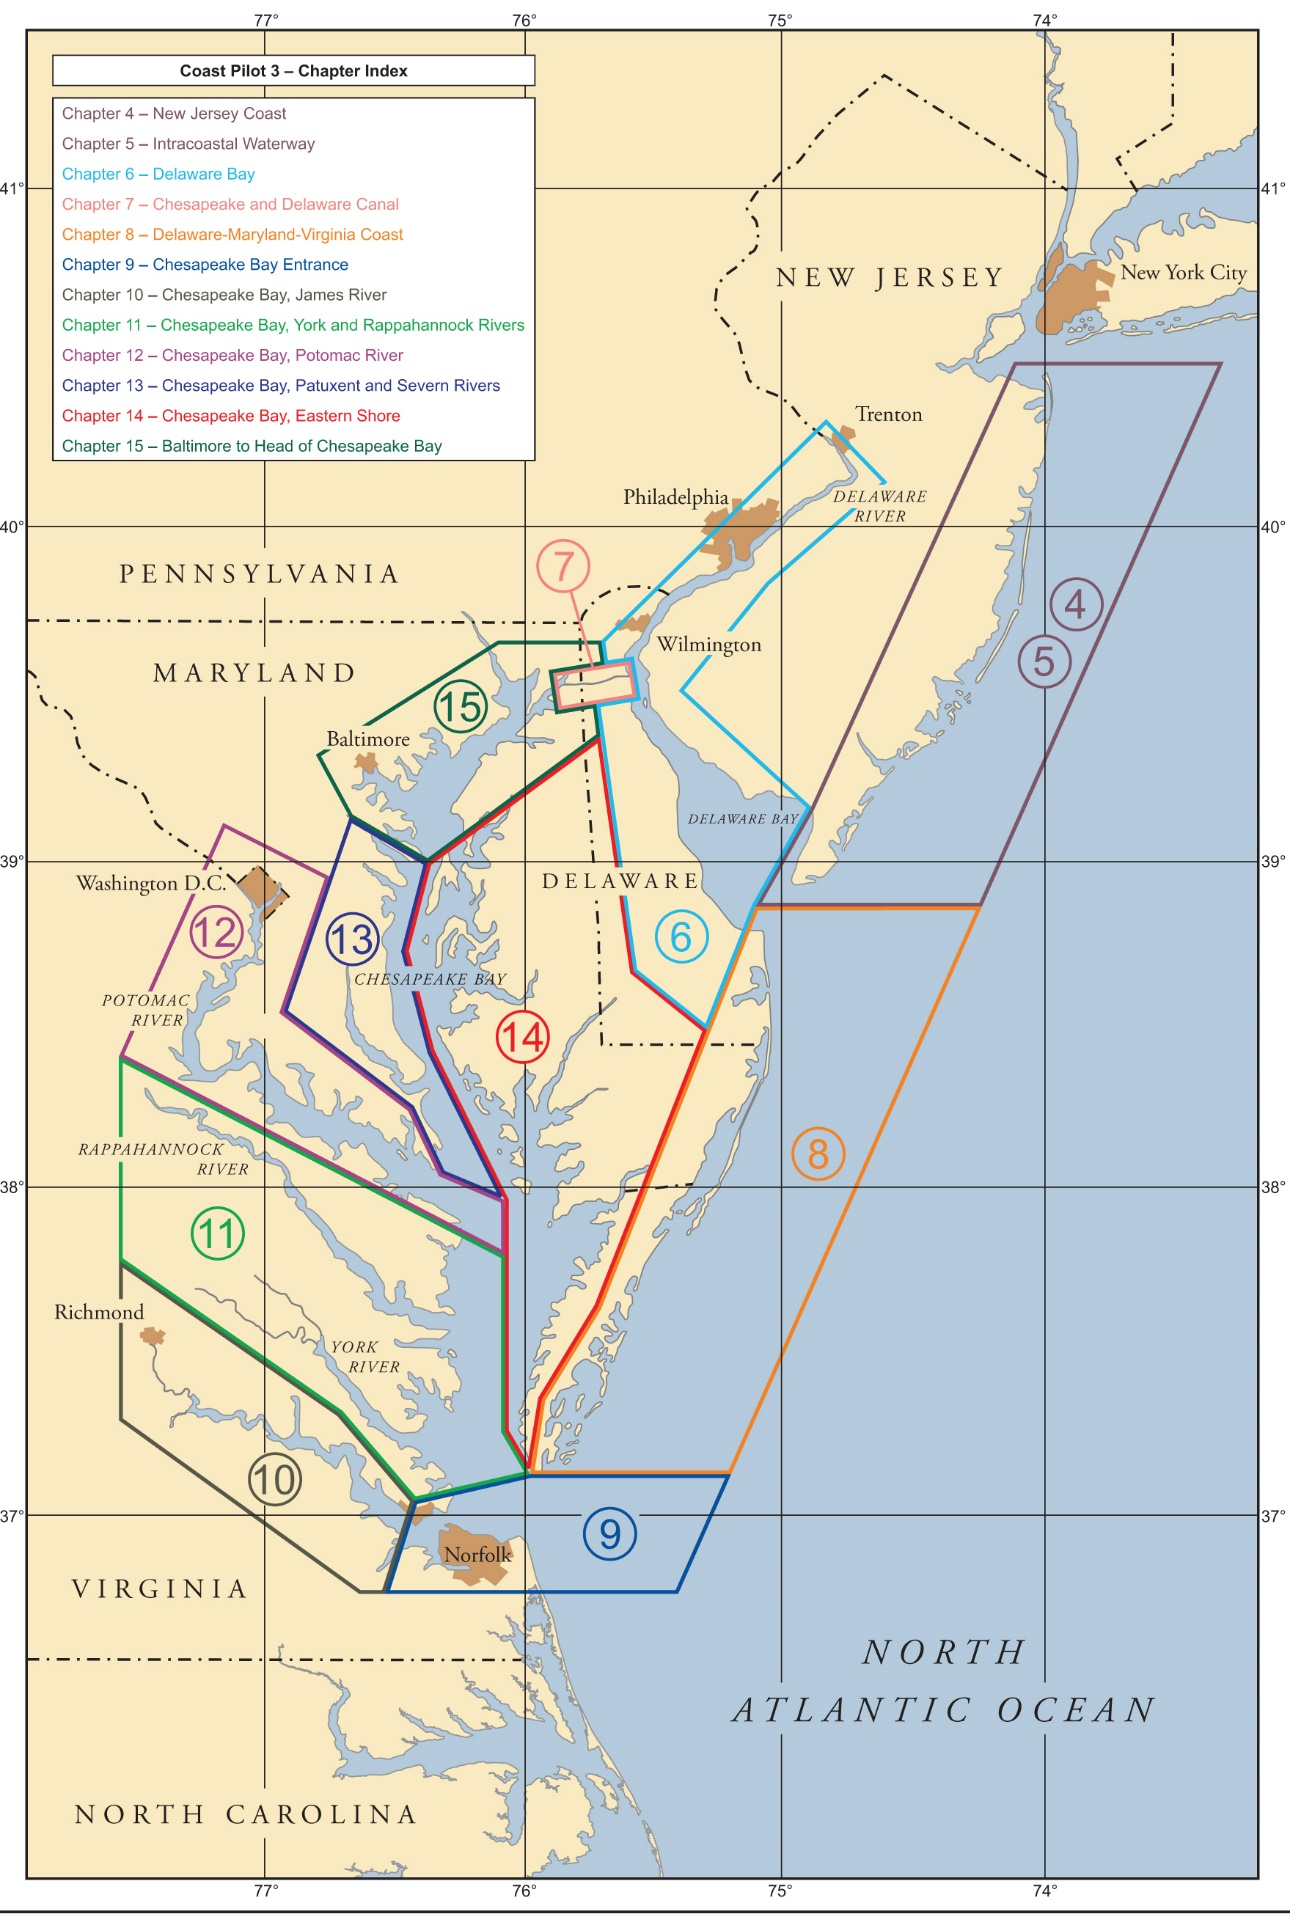 77° 76° 75° 74°
Coast Pilot 3 – Chapter Index
Chapter 4 – New Jersey Coast
Chapter 5 – Intracoastal Waterway
Chapter 6 – Delaware Bay
Chapter 7 – Chesapeake and Delaware Canal
Chapter 8 – Delaware-Maryland-Virginia Coast
Chapter 9 – Chesapeake Bay Entrance
Chapter 10 – Chesapeake Bay, James River
Chapter 11 – Chesapeake Bay, York and Rappahannock Rivers
Chapter 12 – Chesapeake Bay, Potomac River
Chapter 13 – Chesapeake Bay, Patuxent and Severn Rivers
Chapter 14 – Chesapeake Bay, Eastern Shore
Chapter 15 – Baltimore to Head of Chesapeake Bay
41° 41°
NEW JERSEY
New York City
Trenton
Philadelphia
DELAWARE
RIVER
40° 40°
7
PENNSYLVANIA
4
Wilmington
5
MARYLAND
15
Baltimore
DELAWARE BAY
39° 39°
Washington D.C.
DELAWARE
12
13
6
CHESAPEAKE BAY
POTOMAC
RIVER
14
RAPPAHANNOCK
RIVER
8
38° 38°
11
Richmond
YORK
RIVER
10
37° 37°
9
Norfolk
VIRGINIA
NORTH
ATLANTIC OCEAN
NORTH CAROLINA
77° 76° 75° 74°